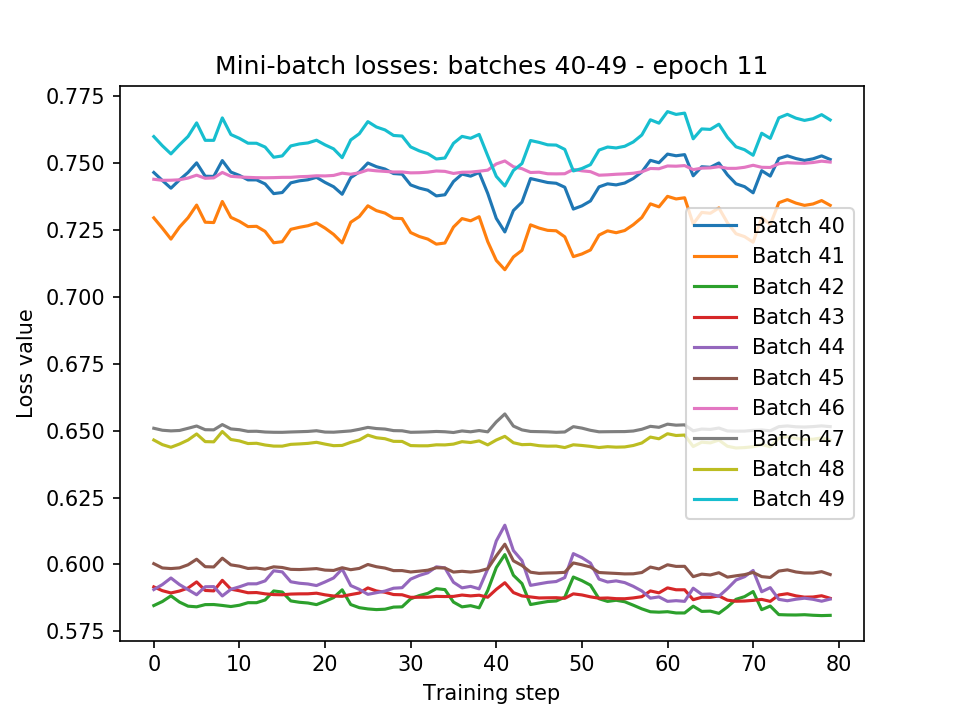 Mini-batch losses: batches 40-49 - epoch 11
0.775
0.750
0.725
0.700
0.675
0.650
0.625
0.600
0.575
Loss value
Batch 40
Batch 41
Batch 42
Batch 43
Batch 44
Batch 45
Batch 46
Batch 47
Batch 48
Batch 49
0 10 20 30 40 50 60 70 80
Training step